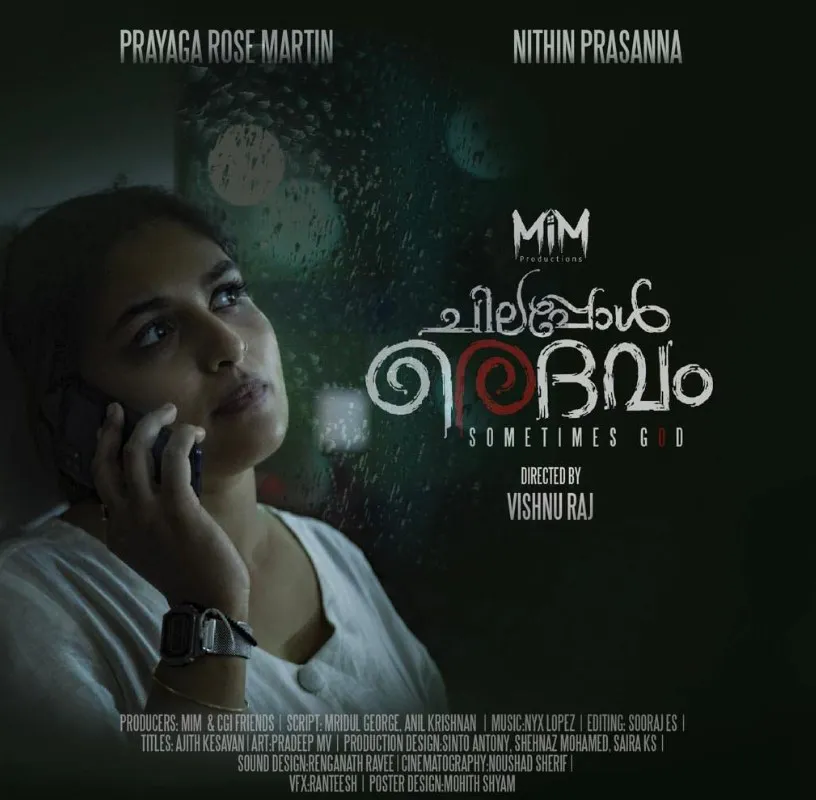 PRAYAGA ROSE MARTIN
NITHIN PRASANNA
MiM
Productions
ചിലപ്പോൾ
ദൈവം
SOMETIMES GOD
DIRECTED BY
VISHNU RAJ
PRODUCERS: MIM & CGI FRIENDS | SCRIPT: MRIDUL GEORGE, ANIL KRISHNAN | MUSIC:NYX LOPEZ | EDITING: SOORAJ ES |
TITLES: AJITH KESAVAN | ART:PRADEEP MV | PRODUCTION DESIGN:SINTO ANTONY, SHEHNAZ MOHAMED, SAIRA KS |
SOUND DESIGN:RENGANATH RAVEE | CINEMATOGRAPHY:NOUSHAD SHERIF |
VFX:RANTEESH | POSTER DESIGN:MOHITH SHYAM